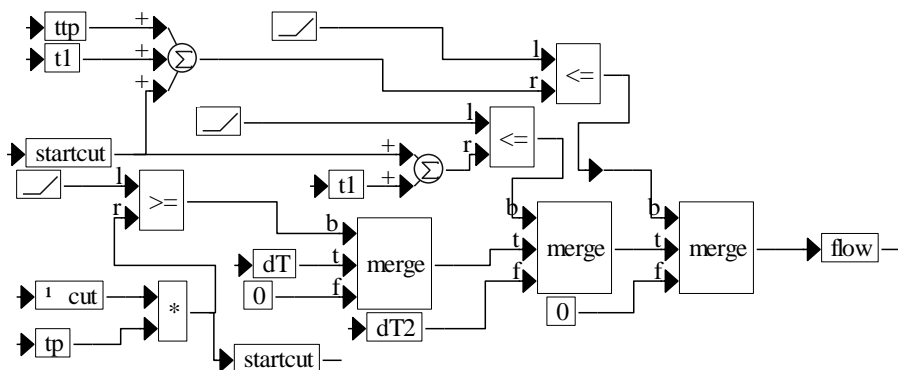 ttp
+
t1
+
Σ
l
<=
r
+
l
<=
r
startcut
+
Σ
t1
+
l
>=
r
b
merge
t
f
b
merge
t
f
b
merge
t
f
flow
dT
0
dT2
0
¹ cut
*
tp
startcut